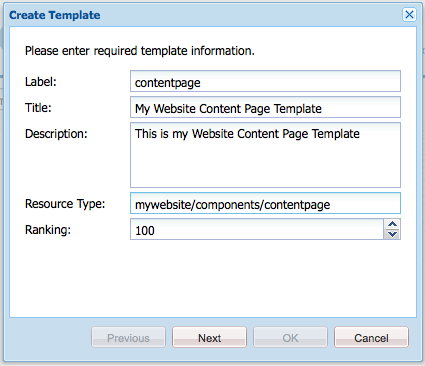 Create Template
Please enter required template information.
Label: contentpage
Title: My Website Content Page Template
Description: This is my Website Content Page Template
Resource Type: mywebsite/components/contentpage
Ranking: 100
Previous Next OK Cancel